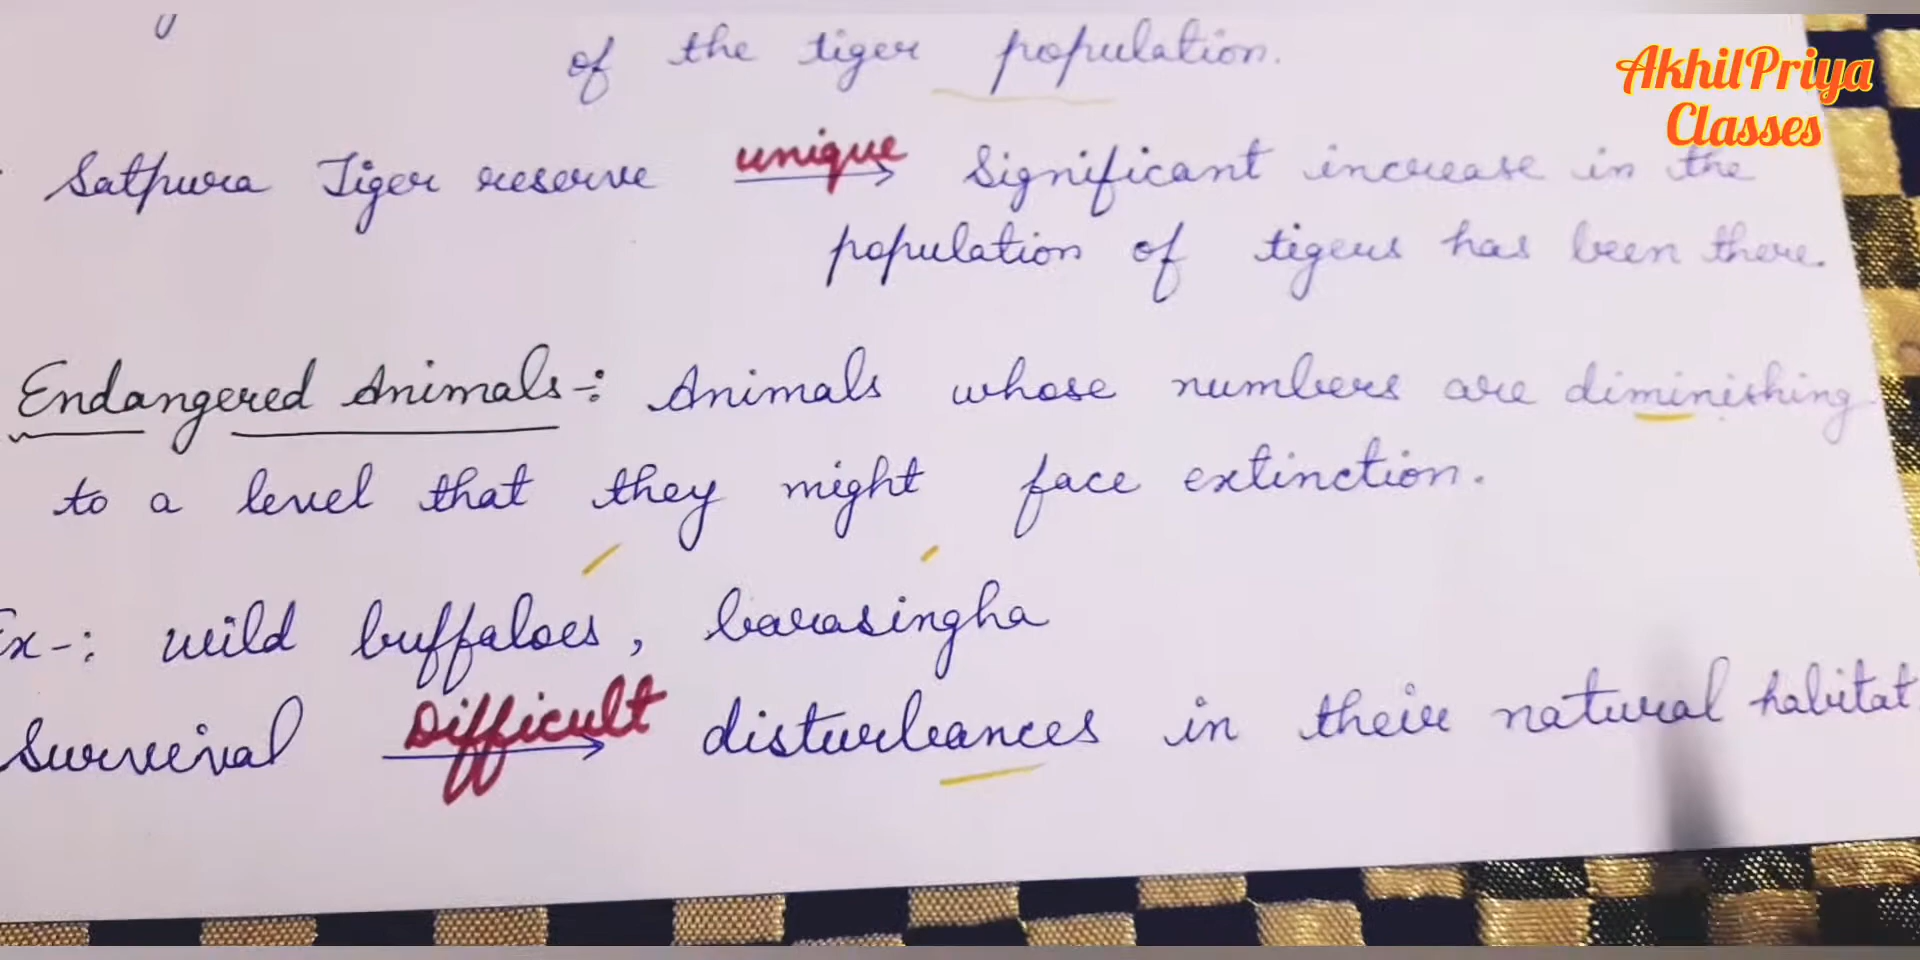 of the tiger population.
AkhilPriya
Classes
Satpura Tiger reserve unique → Significant increase in the
population of tigers has been there.
Endangered Animals -: Animals whose numbers are diminishing
to a level that they might face extinction.
Ex -: wild buffaloes, barasingha
Survival Difficult → disturbances in their natural habitat